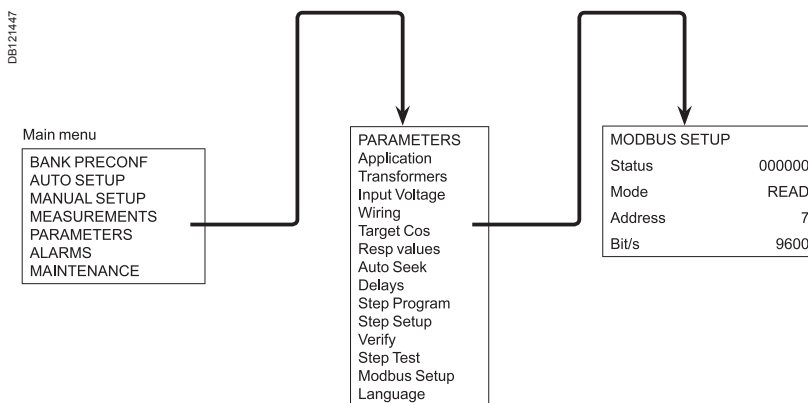 DB121447
Main menu
BANK PRECONF
AUTO SETUP
MANUAL SETUP
MEASUREMENTS
PARAMETERS
ALARMS
MAINTENANCE
PARAMETERS
Application
Transformers
Input Voltage
Wiring
Target Cos
Resp values
Auto Seek
Delays
Step Program
Step Setup
Verify
Step Test
Modbus Setup
Language
MODBUS SETUP
Status 000000
Mode READ
Address 7
Bit/s 9600